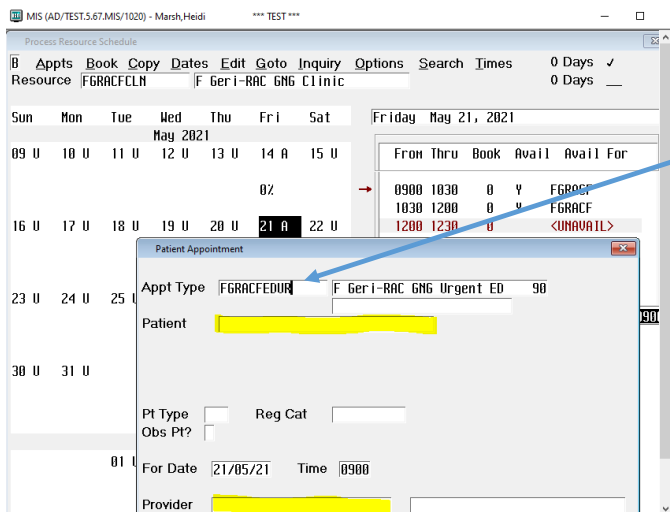 MIS (AD/TEST.5.67.MIS/1020) - Marsh,Heidi *** TEST ***
Process Resource Schedule
B Appts Book Copy Dates Edit Goto Inquiry Options Search Times 0 Days ✓
Resource FGRACFCLN F Geri-RAC GNG Clinic 0 Days
Sun Mon Tue Wed Thu Fri Sat Friday May 21, 2021
May 2021
09 U 10 U 11 U 12 U 13 U 14 A 15 U From Thru Book Avail Avail For
0% → 0900 1030 0 Y FGRACF
1030 1200 0 Y FGRACF
16 U 17 U 18 U 19 U 20 U 21 A 22 U 1200 1230 0 <UNAVAIL>
Patient Appointment
Appt Type FGRACFEDUR F Geri-RAC GNG Urgent ED 90
23 U 24 U 25 U
Patient
900
30 U 31 U
Pt Type Reg Cat
Obs Pt?
01 U
For Date 21/05/21 Time 0900
Provider